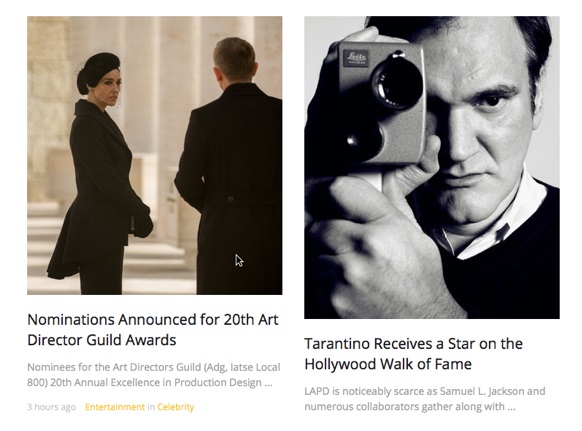 Leitz
Nominations Announced for 20th Art
Director Guild Awards
Nominees for the Art Directors Guild (Adg, Iatse Local
800) 20th Annual Excellence in Production Design ...
3 hours ago Entertainment in Celebrity
Tarantino Receives a Star on the
Hollywood Walk of Fame
LAPD is noticeably scarce as Samuel L. Jackson and
numerous collaborators gather along with ...